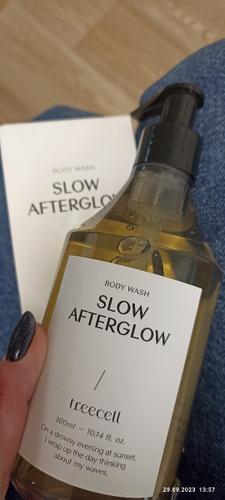 BODY WASH
SLOW
AFTERGLO
BODY WASH
SLOW
AFTERGLOW
/
treecell
300ml – 10.14 fl. oz.
On a drowsy evening at sunset,
I wrap up the day thinking
about my waves.
29.09.2023 13:57